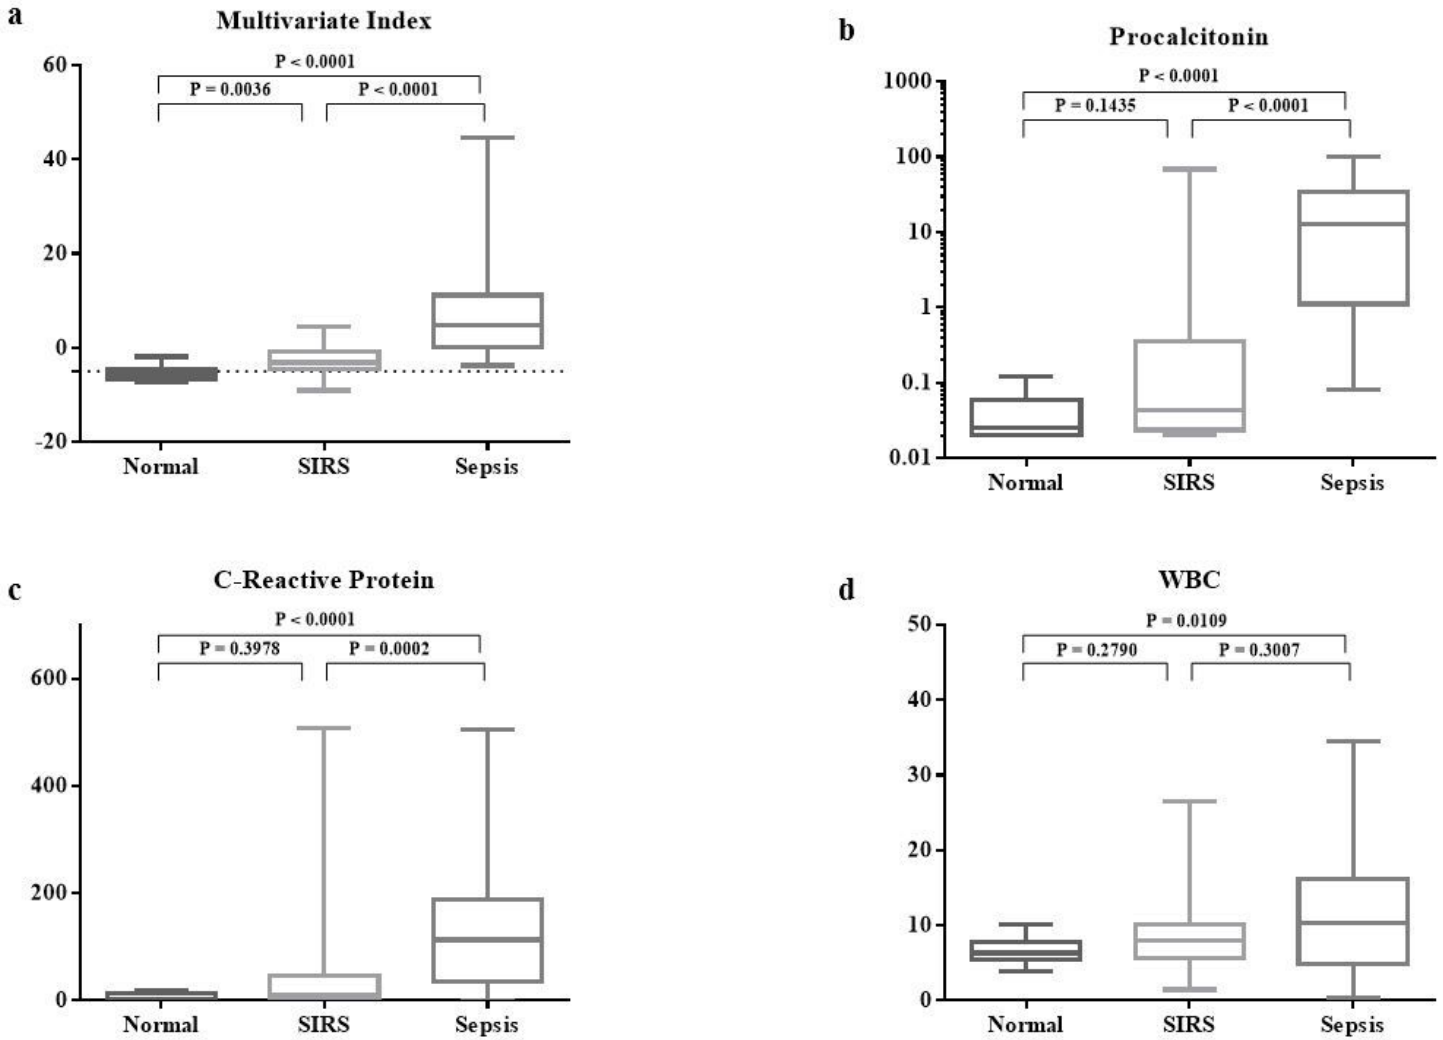 a
Multivariate Index
60
40
20
0
-20
P < 0.0001
P = 0.0036
P < 0.0001
Normal
SIRS
Sepsis
b
Procalcitonin
1000
100
10
1
0.1
0.01
P < 0.0001
P = 0.1435
P < 0.0001
Normal
SIRS
Sepsis
c
C-Reactive Protein
600
400
200
0
P < 0.0001
P = 0.3978
P = 0.0002
Normal
SIRS
Sepsis
d
WBC
50
40
30
20
10
0
P = 0.0109
P = 0.2790
P = 0.3007
Normal
SIRS
Sepsis